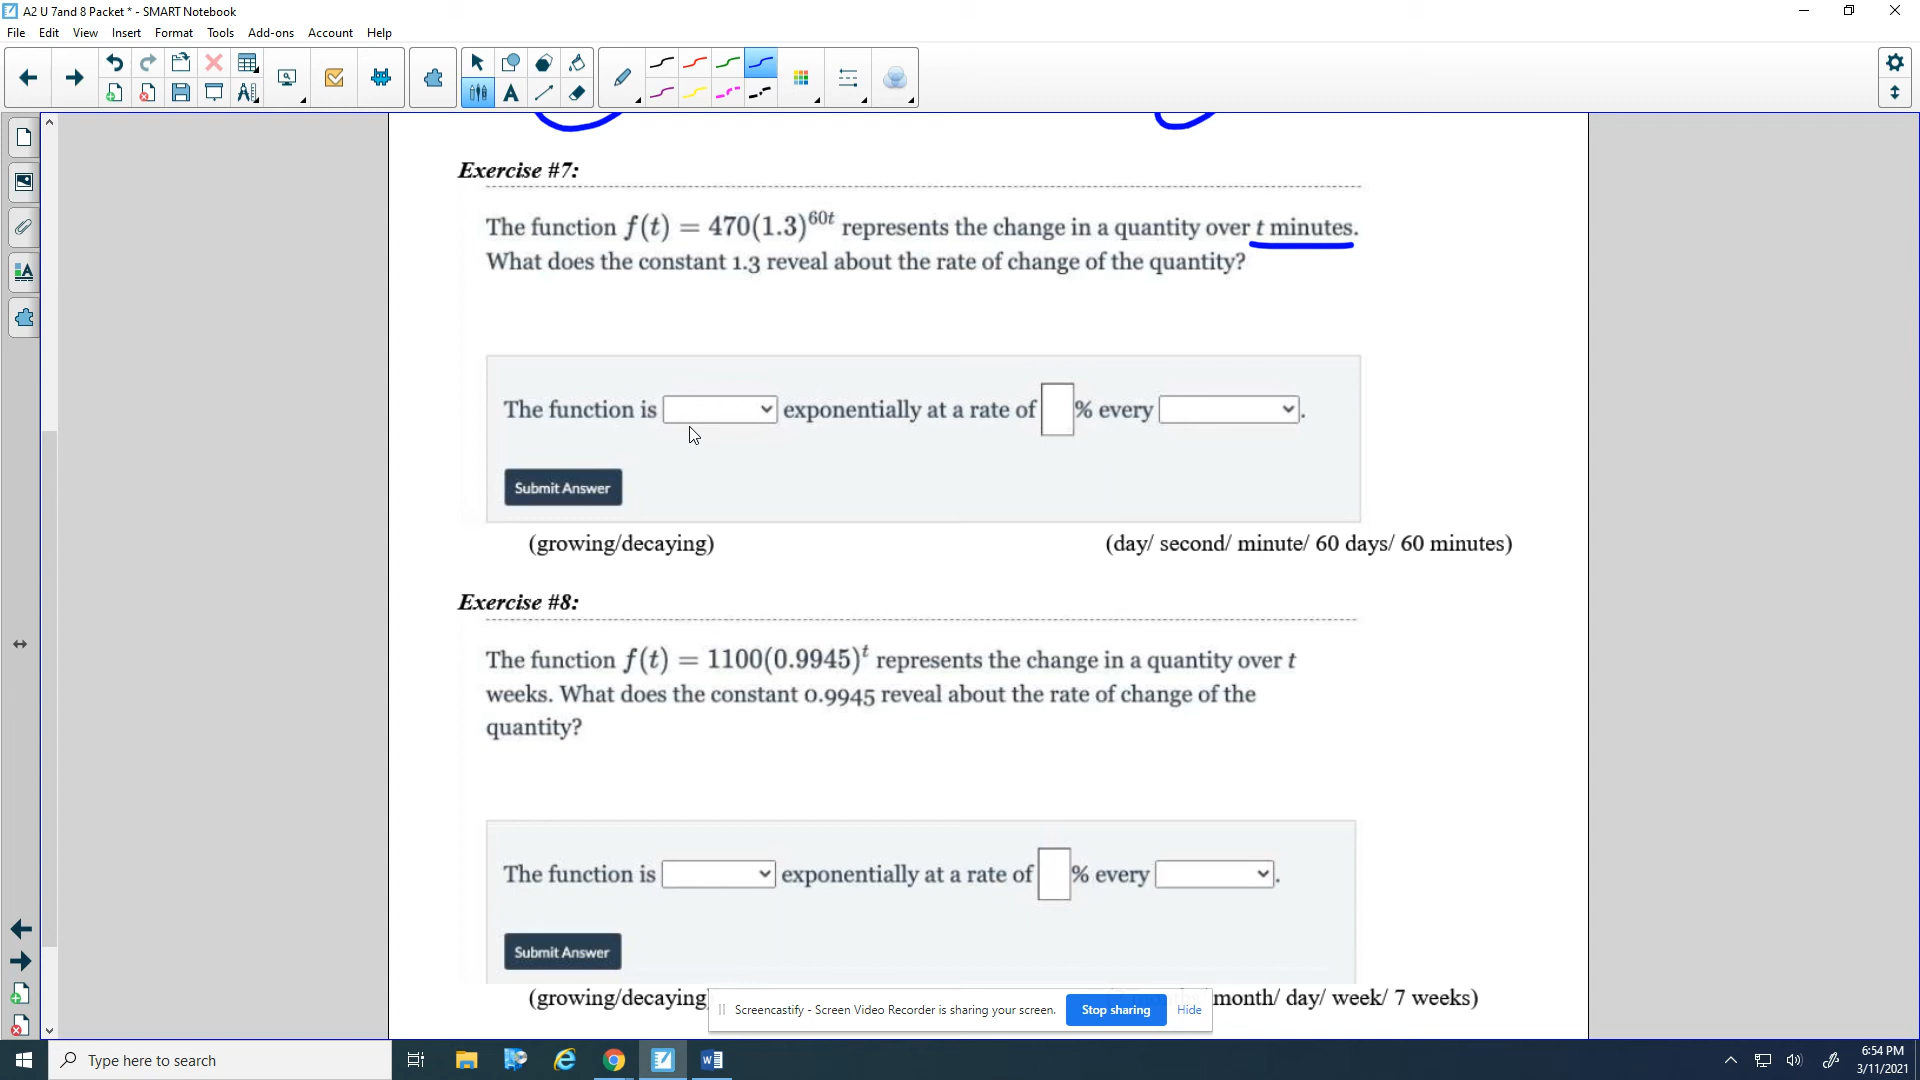 A2 U 7and 8 Packet * - SMART Notebook
File Edit View Insert Format Tools Add-ons Account Help
Exercise #7:
The function f(t) = 470(1.3)^{60t} represents the change in a quantity over t minutes.
What does the constant 1.3 reveal about the rate of change of the quantity?
The function is exponentially at a rate of % every .
Submit Answer
(growing/decaying) (day/ second/ minute/ 60 days/ 60 minutes)
Exercise #8:
The function f(t) = 1100(0.9945)^t represents the change in a quantity over t
weeks. What does the constant 0.9945 reveal about the rate of change of the
quantity?
The function is exponentially at a rate of % every .
Submit Answer
(growing/decaying month/ day/ week/ 7 weeks)
Screencastify - Screen Video Recorder is sharing your screen. Stop sharing Hide
Type here to search
6:54 PM
3/11/2021